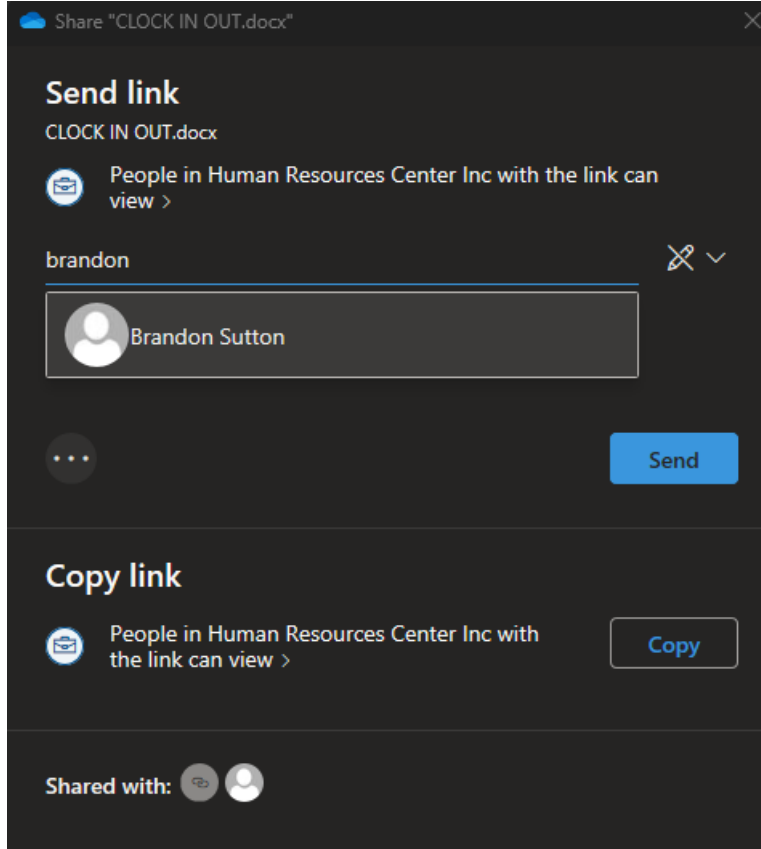 Share "CLOCK IN OUT.docx"
Send link
CLOCK IN OUT.docx
People in Human Resources Center Inc with the link can
view >
brandon
Brandon Sutton
Send
Copy link
People in Human Resources Center Inc with
the link can view >
Copy
Shared with: